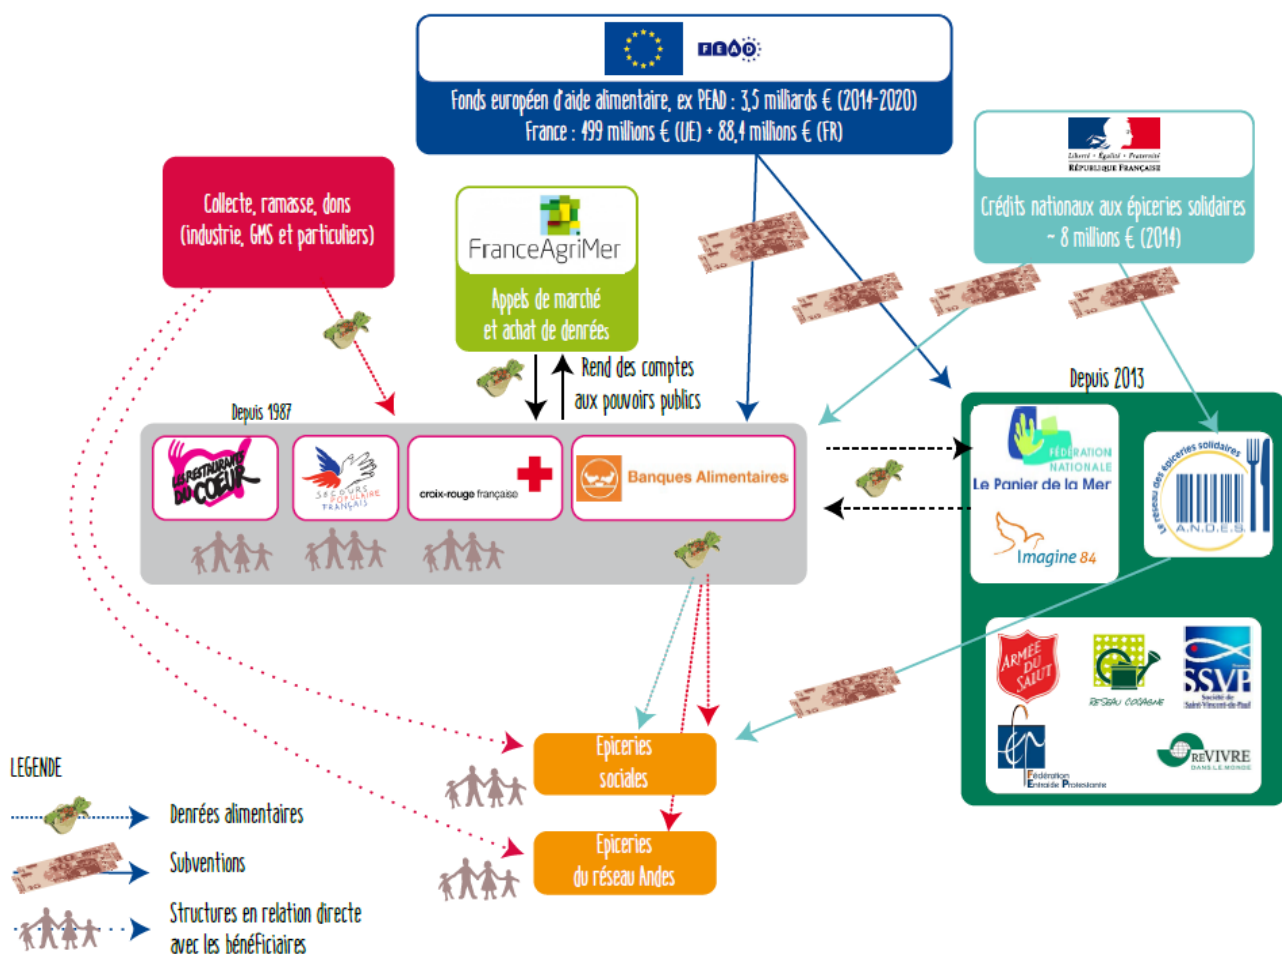 FEAD
Fonds européen d'aide alimentaire, ex PEAD : 3,5 milliards € (2014-2020)
France : 499 millions € (UE) + 88,4 millions € (FR)
Liberté • Égalité • Fraternité
RÉPUBLIQUE FRANÇAISE
Crédits nationaux aux épiceries solidaires
~ 8 millions € (2014)
Collecte, ramasse, dons
(industrie, GMS et particuliers)
FranceAgriMer
Appels de marché
et achat de denrées
Rend des comptes
aux pouvoirs publics
Depuis 1987
Depuis 2013
LES RESTAURANTS
DU COEUR
SECOURS
POPULAIRE
FRANÇAIS
croix-rouge française
Banques Alimentaires
FÉDÉRATION
NATIONALE
Le Panier de la Mer
Imagine 84
Le réseau des épiceries solidaires
A.N.D.E.S.
ARMÉE
DU
SALUT
RESEAU COCAGNE
SSVP
Société de
Saint-Vincent-de-Paul
Fédération
Entraide Protestante
REVIVRE
DANS LE MONDE
Epiceries
sociales
Epiceries
du réseau Andes
LEGENDE
Denrées alimentaires
Subventions
Structures en relation directe
avec les bénéficiaires